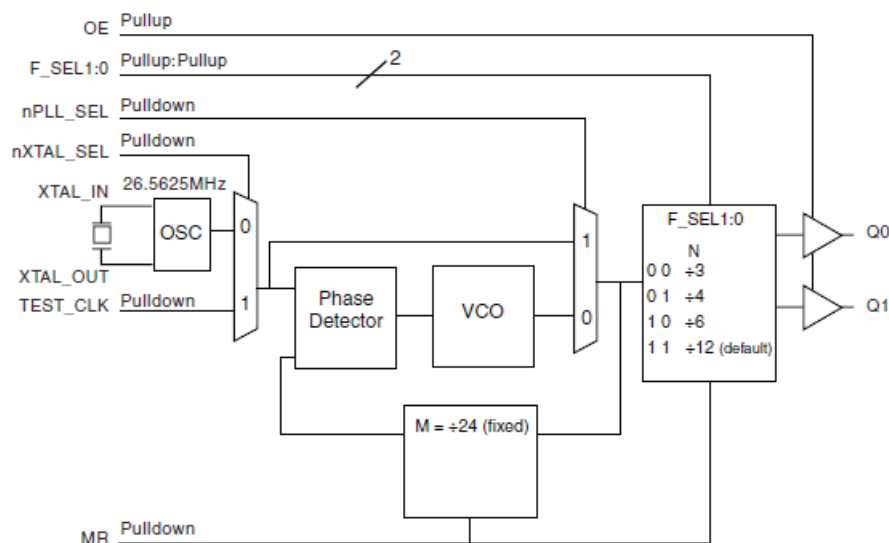 OE Pullup
F_SEL1:0 Pullup:Pullup
2
nPLL_SEL Pulldown
nXTAL_SEL Pulldown
XTAL_IN 26.5625MHz
OSC
0
1
XTAL_OUT
TEST_CLK Pulldown
Phase
Detector
VCO
1
0
F_SEL1:0
N
0 0 ÷3
0 1 ÷4
1 0 ÷6
1 1 ÷12 (default)
Q0
Q1
M = ÷24 (fixed)
MR Pulldown